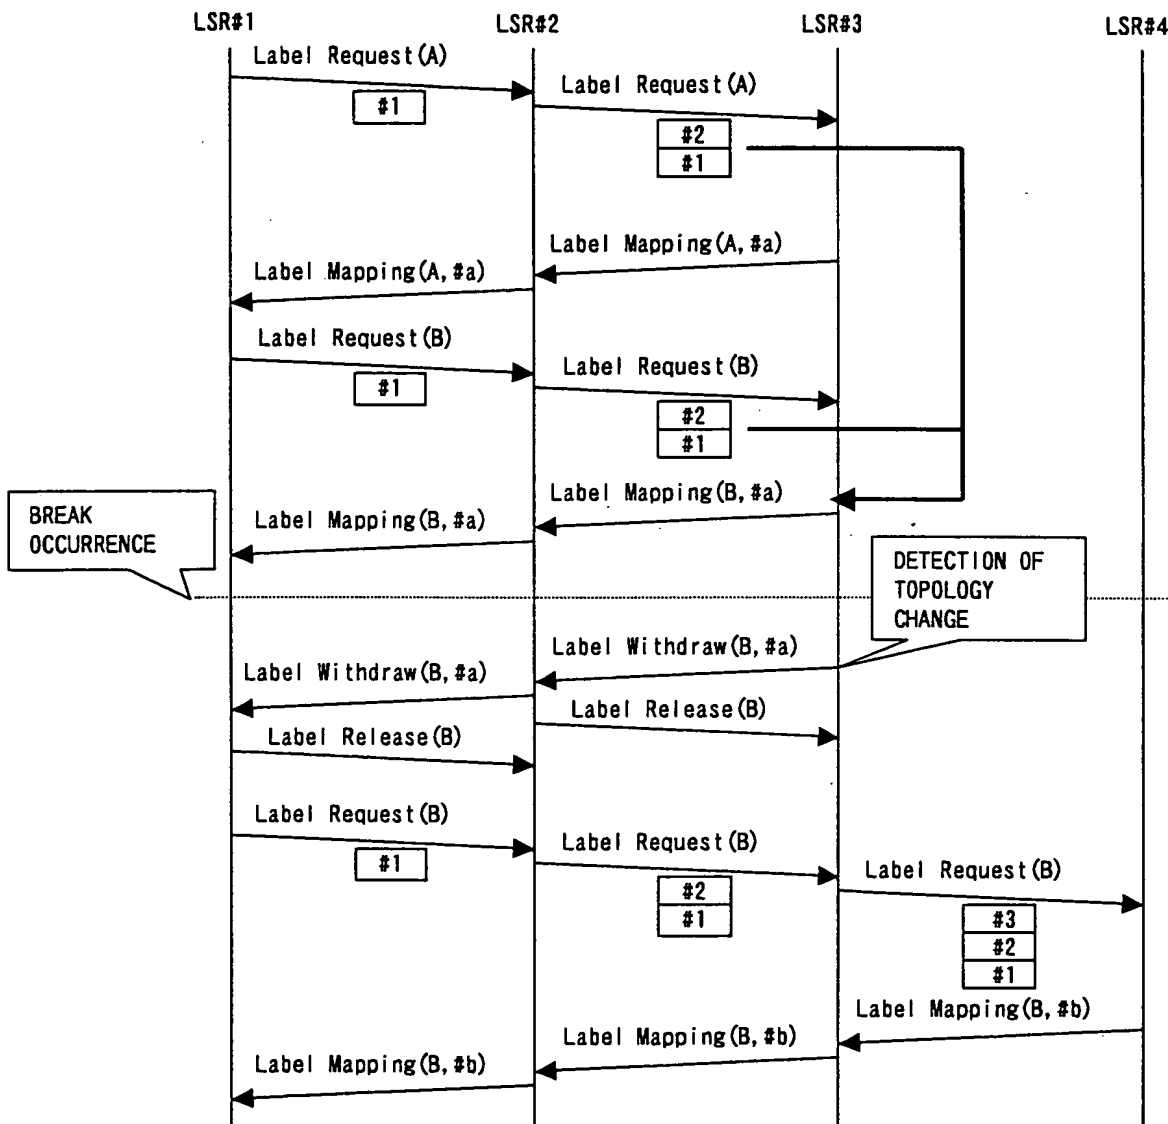 LSR#1 LSR#2 LSR#3 LSR#4
Label Request(A)
#1
Label Request(A)
#2
#1
Label Mapping(A,#a)
Label Mapping(A,#a)
Label Request(B)
#1
Label Request(B)
#2
#1
Label Mapping(B,#a)
Label Mapping(B,#a)
BREAK
OCCURRENCE
DETECTION OF
TOPOLOGY
CHANGE
Label Withdraw(B,#a)
Label Withdraw(B,#a)
Label Release(B)
Label Release(B)
Label Request(B)
#1
Label Request(B)
#2
#1
Label Request(B)
#3
#2
#1
Label Mapping(B,#b)
Label Mapping(B,#b)
Label Mapping(B,#b)